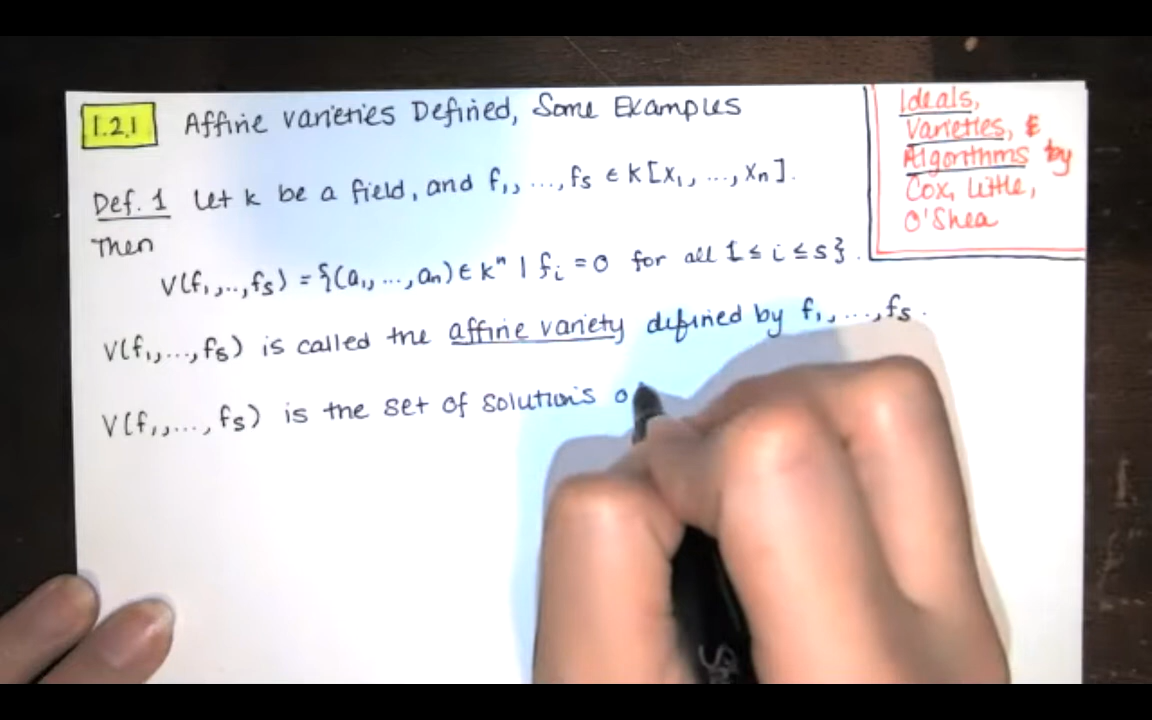 1.2.1 Affine Varieties Defined, Some Examples
Ideals,
Varieties, &
Algorithms by
Cox, Little,
O'Shea
Def. 1 Let k be a field, and f₁, ..., fₛ ∈ k[x₁, ..., xₙ].
Then
V(f₁,..,fₛ) = {(a₁, ..., aₙ) ∈ kⁿ | fᵢ = 0 for all 1 ≤ i ≤ s}.
V(f₁,...,fₛ) is called the affine variety defined by f₁, ..., fₛ.
V(f₁,..., fₛ) is the set of solutions o